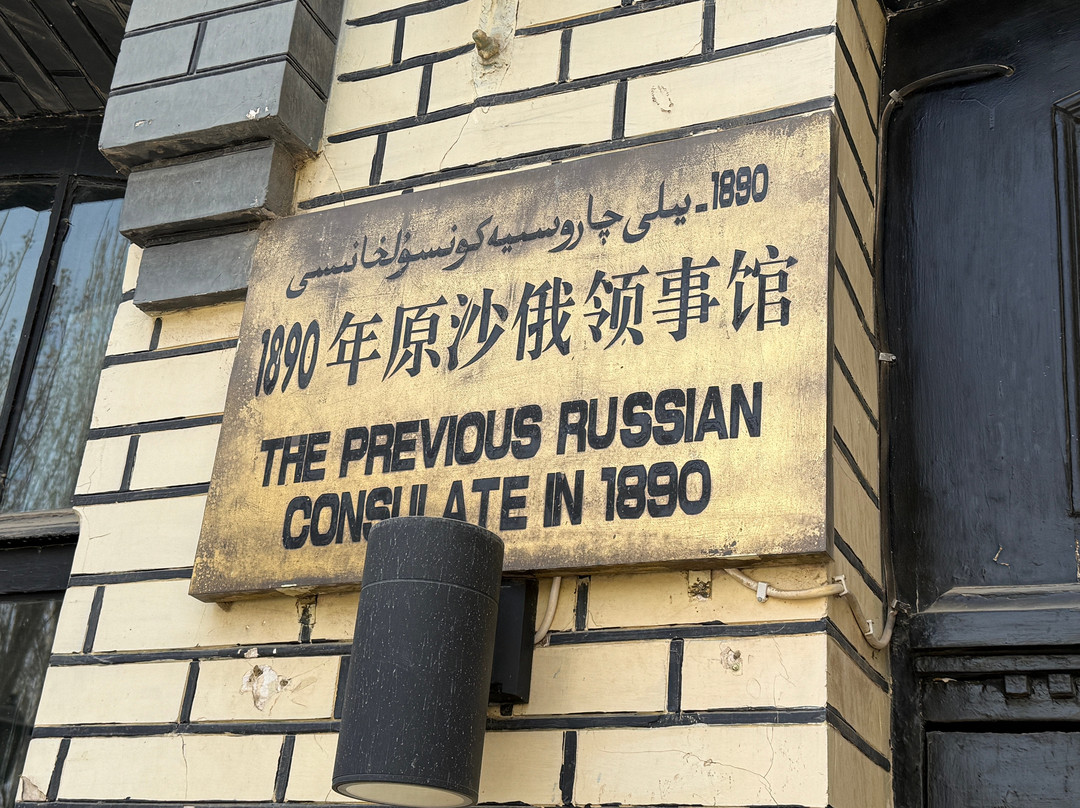 1890-يىلى چاروسىيە كونسۇلخانىسى
1890年原沙俄领事馆
THE PREVIOUS RUSSIAN
CONSULATE IN 1890